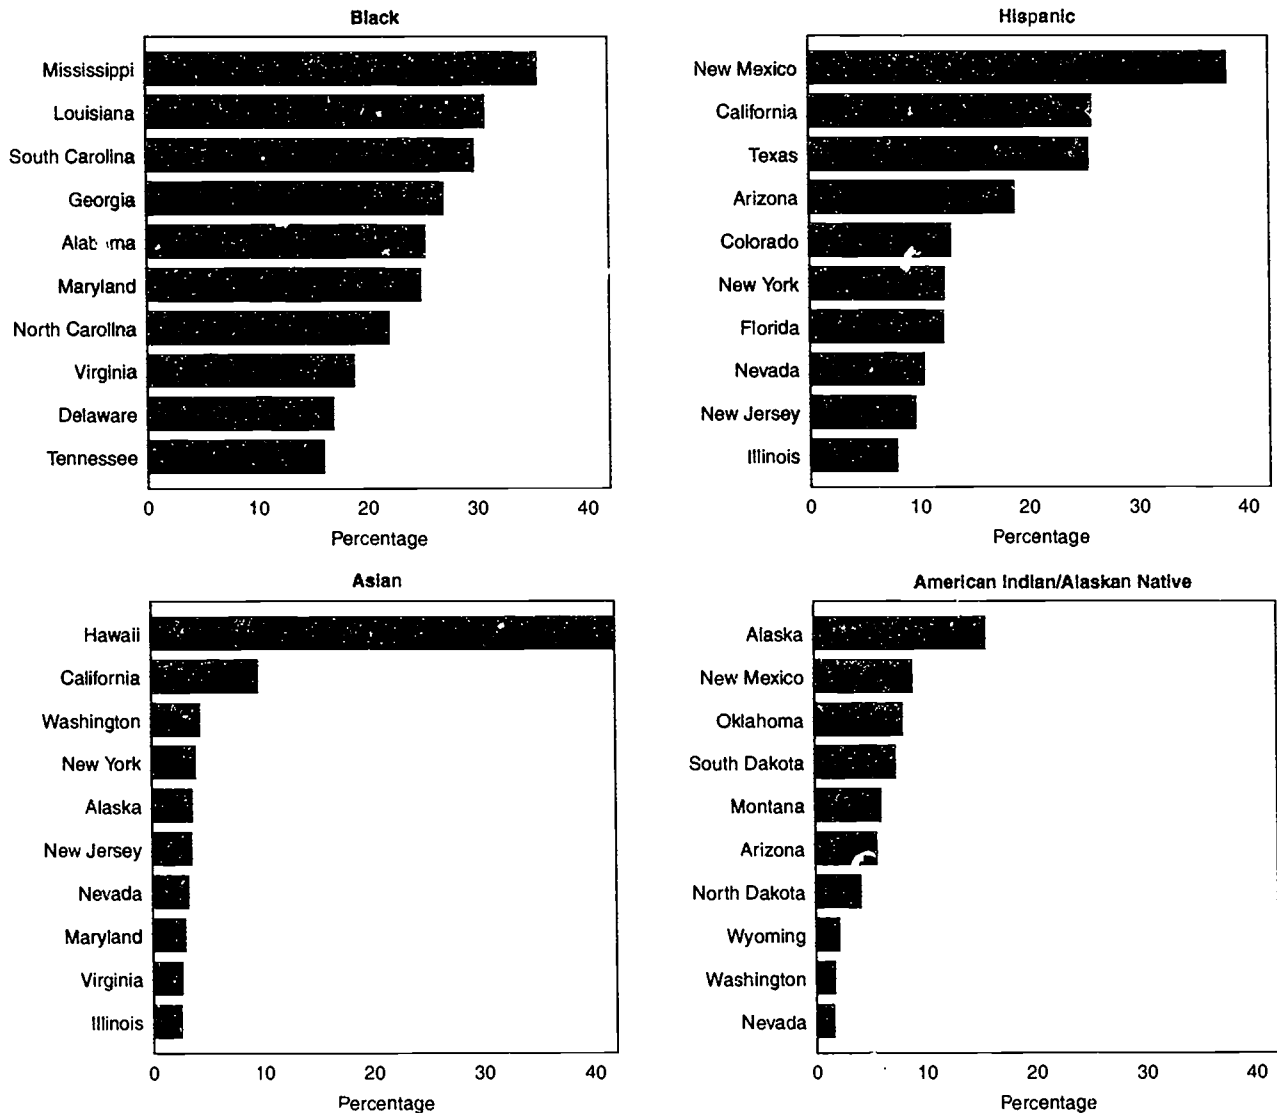 Black
Mississippi
Louisiana
South Carolina
Georgia
Alabama
Maryland
North Carolina
Virginia
Delaware
Tennessee
0 10 20 30 40
Percentage
Hispanic
New Mexico
California
Texas
Arizona
Colorado
New York
Florida
Nevada
New Jersey
Illinois
0 10 20 30 40
Percentage
Asian
Hawaii
California
Washington
New York
Alaska
New Jersey
Nevada
Maryland
Virginia
Illinois
0 10 20 30 40
Percentage
American Indian/Alaskan Native
Alaska
New Mexico
Oklahoma
South Dakota
Montana
Arizona
North Dakota
Wyoming
Washington
Nevada
0 10 20 30 40
Percentage